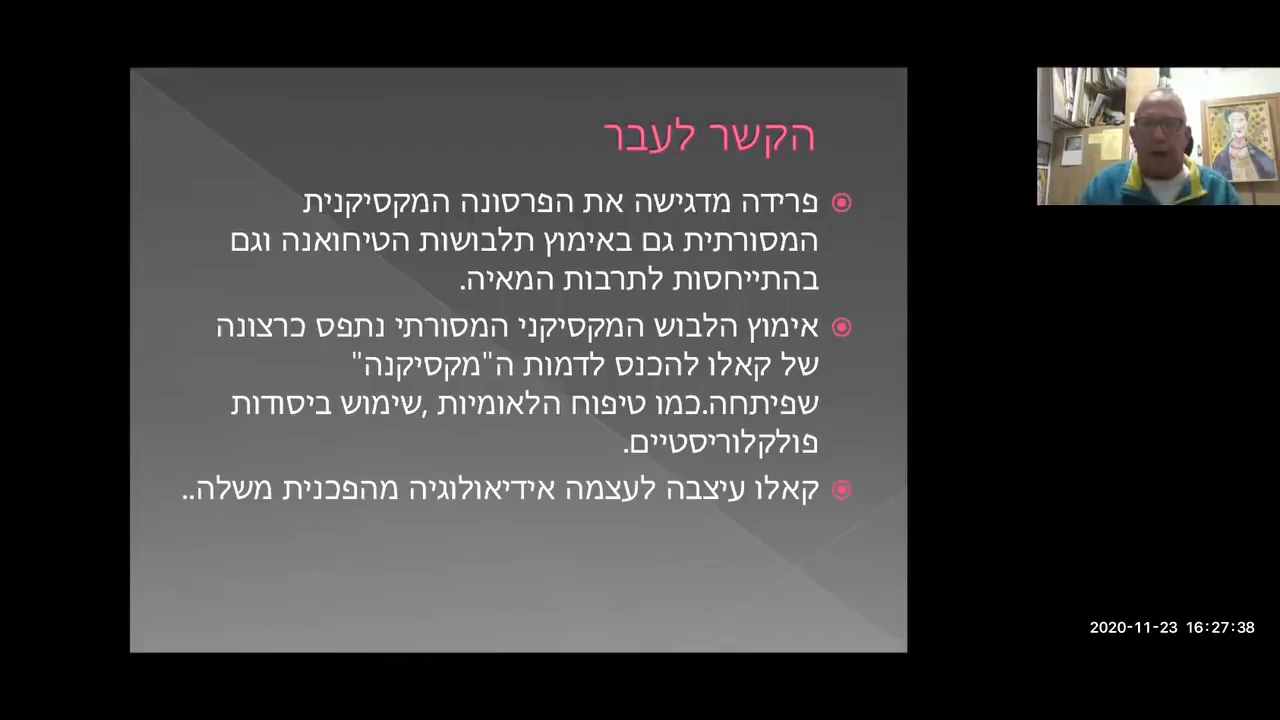 הקשר לעבר
פרידה מדגישה את הפרסונה המקסיקנית
המסורתית גם באימוץ תלבושות הטיחואנה וגם
בהתייחסות לתרבות המאיה.
אימוץ הלבוש המקסיקני המסורתי נתפס כרצונה
של קאלו להכנס לדמות ה"מקסיקנה"
שפיתחה.כמו טיפוח הלאומיות ,שימוש ביסודות
פולקלוריסטיים.
קאלו עיצבה לעצמה אידיאולוגיה מהפכנית משלה..
2020-11-23 16:27:38